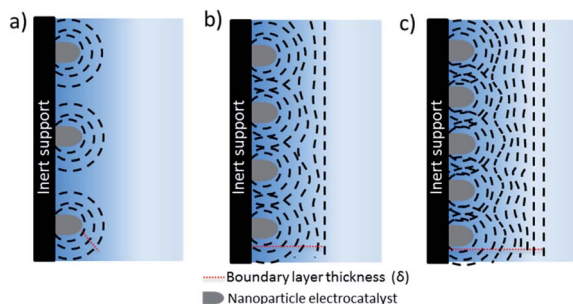 a)
b)
c)
Inert support
Inert support
Inert support
Boundary layer thickness (δ)
Nanoparticle electrocatalyst